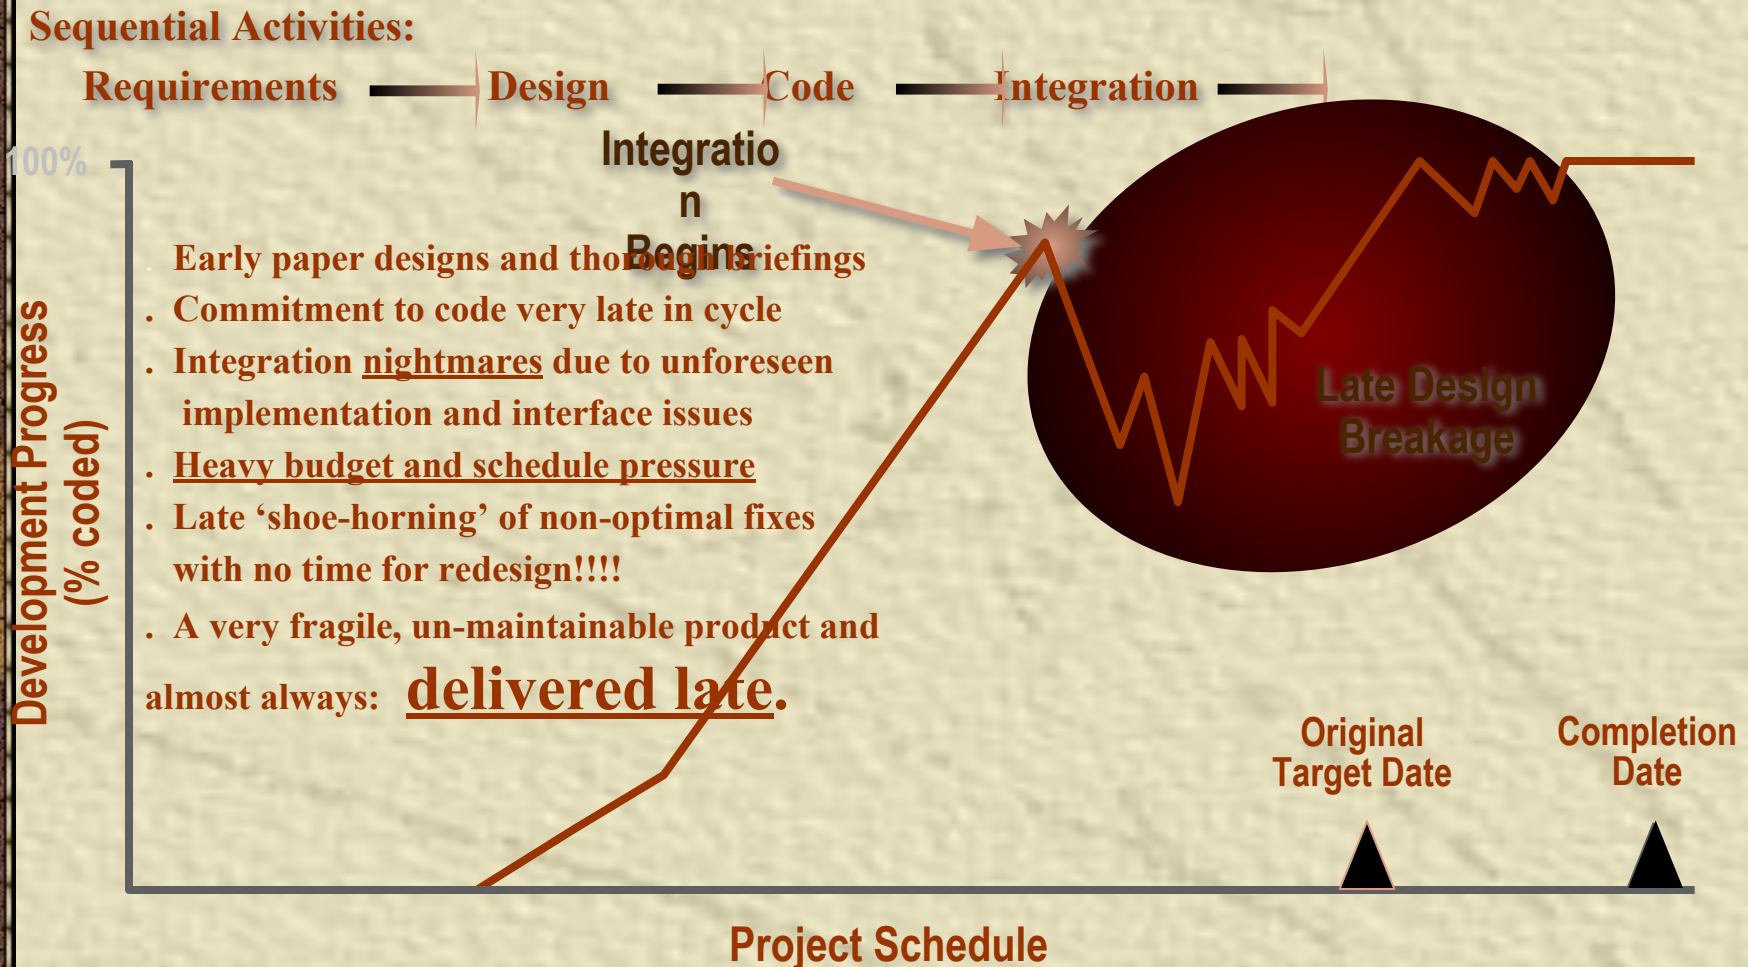 Sequential Activities:
Requirements Design Code Integration
100%
Integratio
n
Begins
. Early paper designs and thorough briefings
. Commitment to code very late in cycle
. Integration nightmares due to unforeseen
implementation and interface issues
. Heavy budget and schedule pressure
. Late ‘shoe-horning’ of non-optimal fixes
with no time for redesign!!!!
. A very fragile, un-maintainable product and
almost always: delivered late.
Development Progress
(% coded)
Late Design
Breakage
Original
Target Date
Completion
Date
Project Schedule